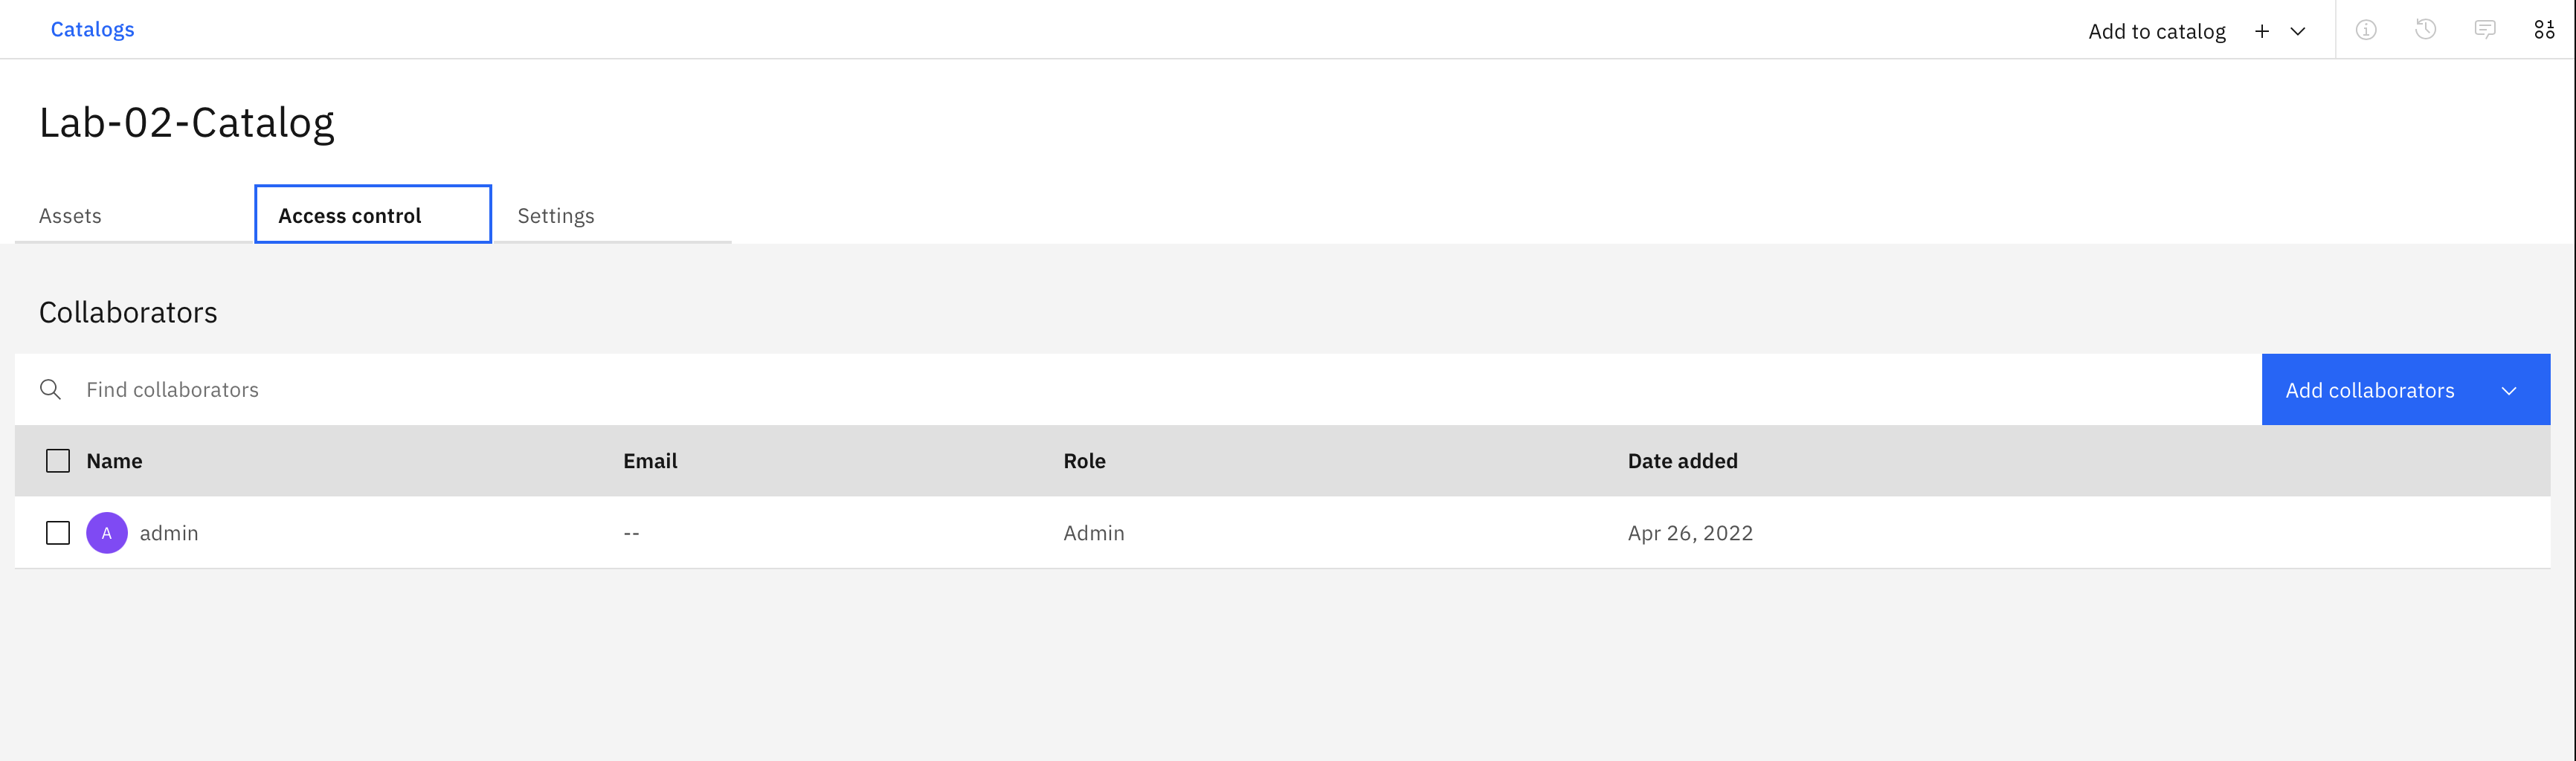 Catalogs
Add to catalog
Lab-02-Catalog
Assets
Access control
Settings
Collaborators
Find collaborators
Add collaborators
Name Email Role Date added
A admin -- Admin Apr 26, 2022